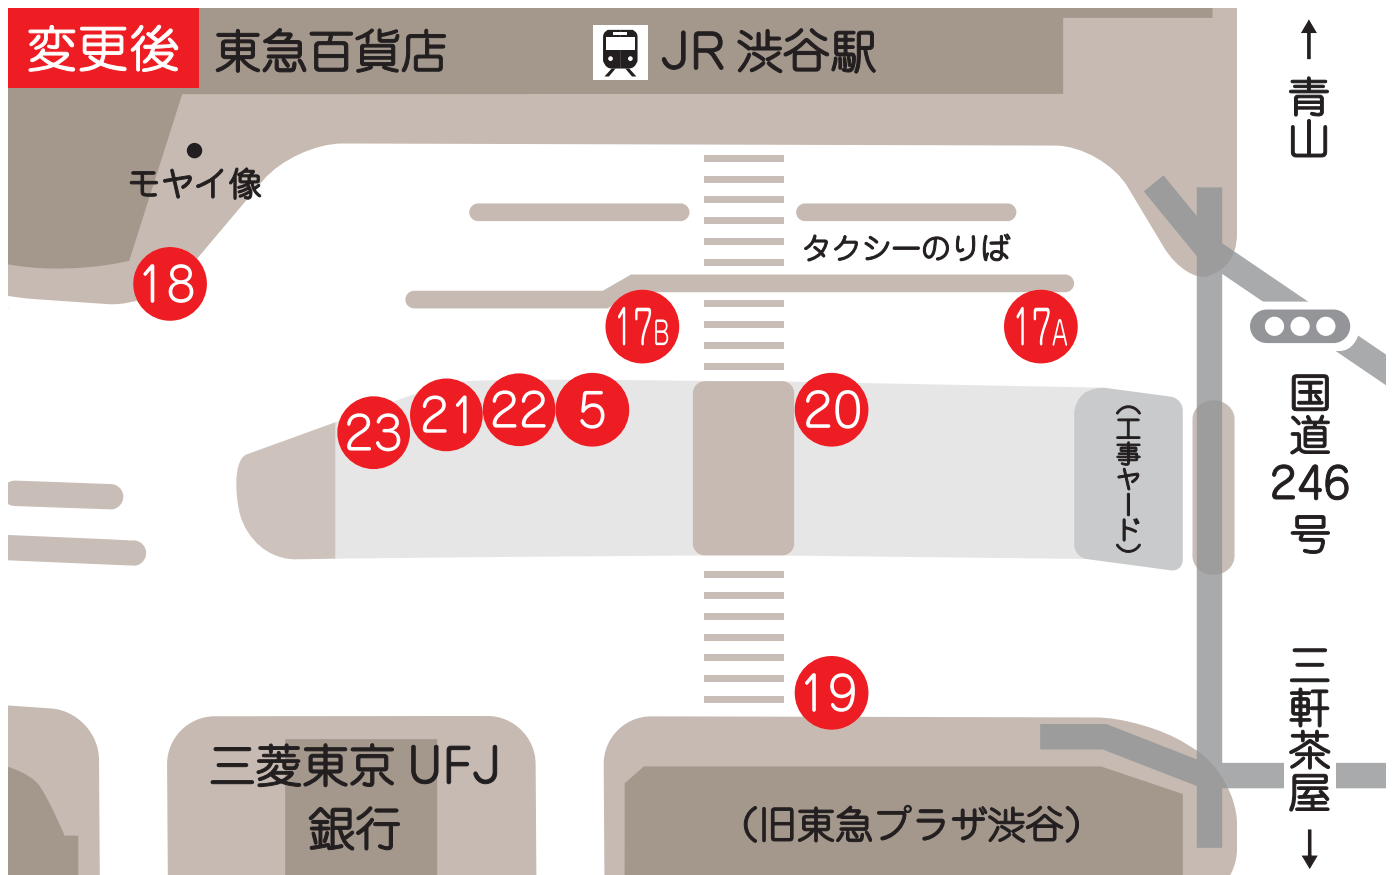 変更後
東急百貨店
JR 渋谷駅
↑
青山
モヤイ像
タクシーのりば
18
17B
17A
23
21
22
5
20
(工事ヤード)
国道
246
号
19
三軒茶屋
↓
三菱東京 UFJ
銀行
(旧東急プラザ渋谷)